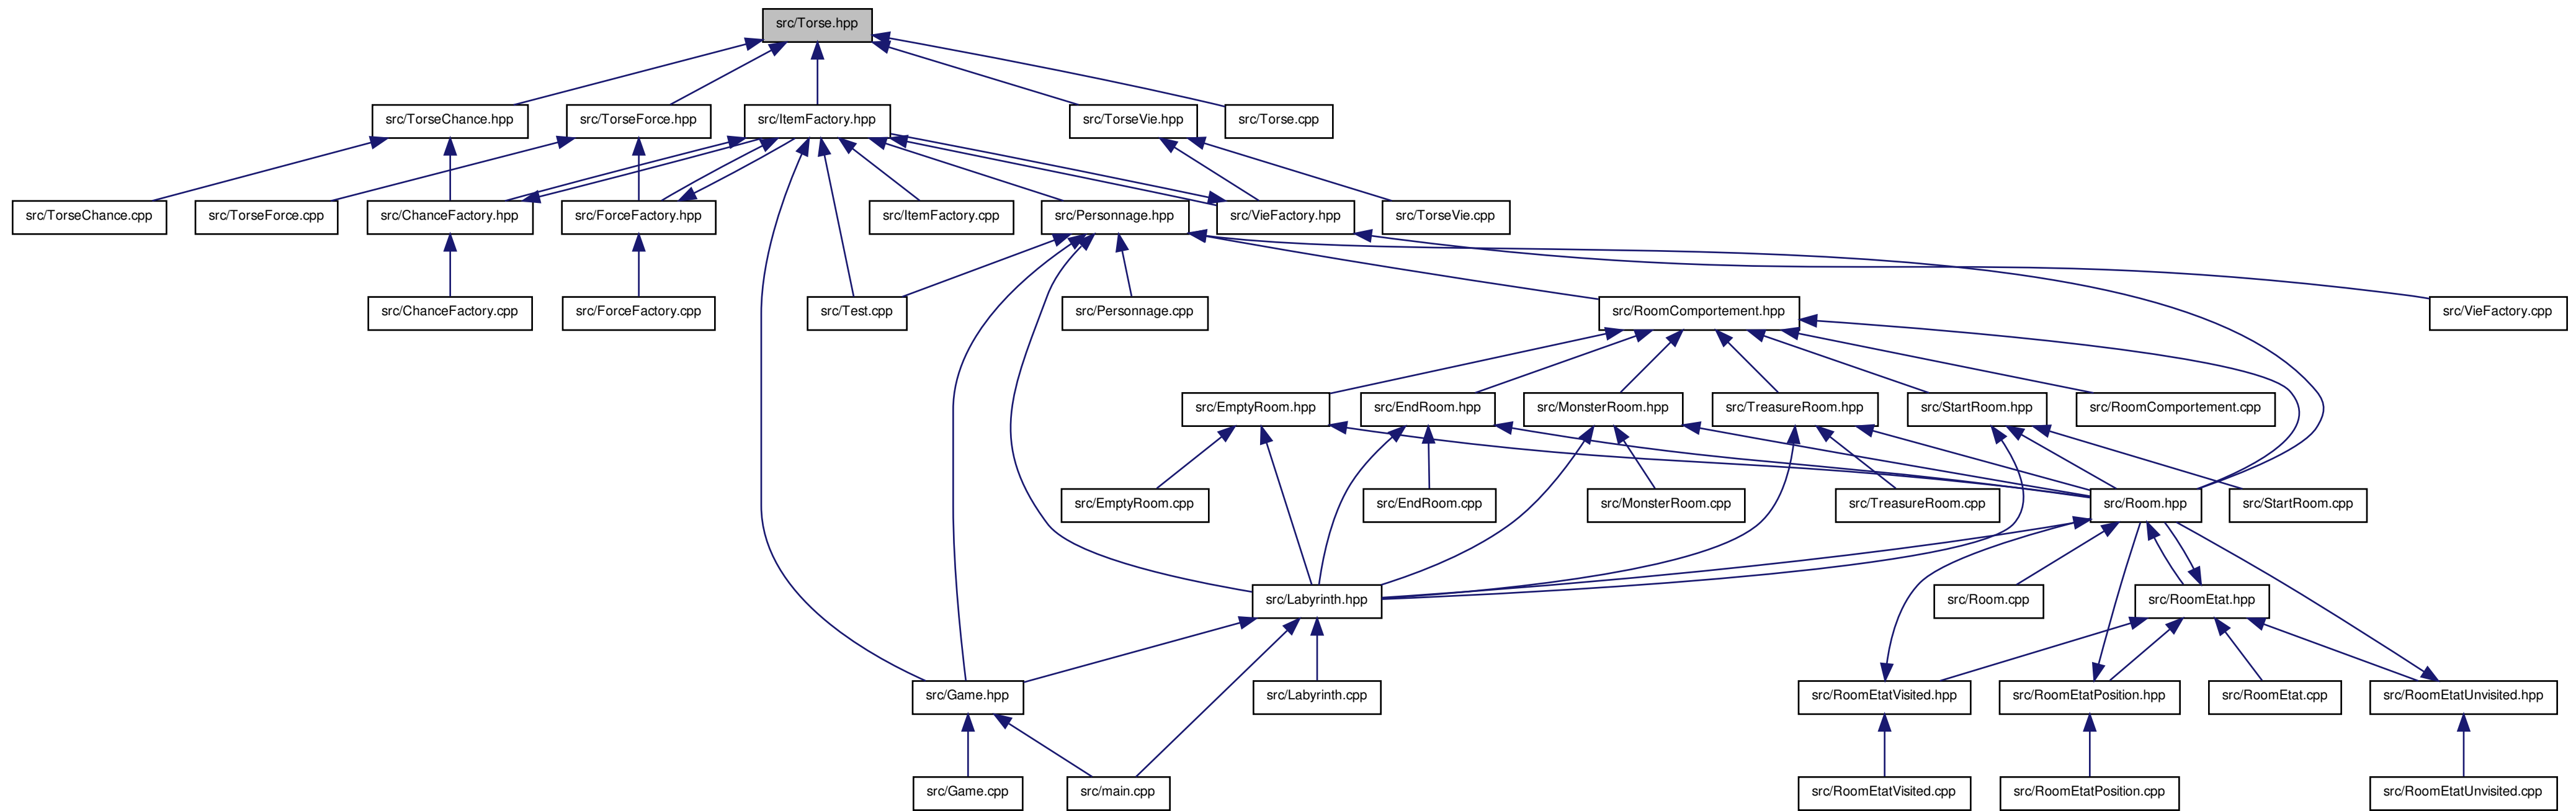 src/Torse.hpp
src/TorseChance.hpp
src/TorseForce.hpp
src/ItemFactory.hpp
src/TorseVie.hpp
src/Torse.cpp
src/TorseChance.cpp
src/TorseForce.cpp
src/ChanceFactory.hpp
src/ForceFactory.hpp
src/ItemFactory.cpp
src/Personnage.hpp
src/VieFactory.hpp
src/TorseVie.cpp
src/ChanceFactory.cpp
src/ForceFactory.cpp
src/Test.cpp
src/Personnage.cpp
src/RoomComportement.hpp
src/VieFactory.cpp
src/EmptyRoom.hpp
src/EndRoom.hpp
src/MonsterRoom.hpp
src/TreasureRoom.hpp
src/StartRoom.hpp
src/RoomComportement.cpp
src/EmptyRoom.cpp
src/EndRoom.cpp
src/MonsterRoom.cpp
src/TreasureRoom.cpp
src/Room.hpp
src/StartRoom.cpp
src/Labyrinth.hpp
src/Room.cpp
src/RoomEtat.hpp
src/Game.hpp
src/Labyrinth.cpp
src/RoomEtatVisited.hpp
src/RoomEtatPosition.hpp
src/RoomEtat.cpp
src/RoomEtatUnvisited.hpp
src/Game.cpp
src/main.cpp
src/RoomEtatVisited.cpp
src/RoomEtatPosition.cpp
src/RoomEtatUnvisited.cpp